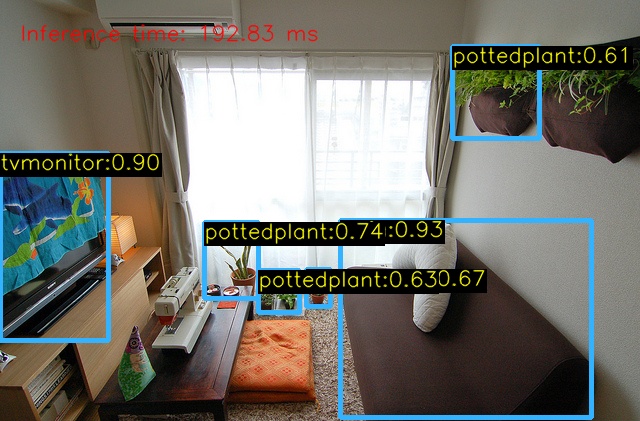 Inference time: 192.83 ms
pottedplant:0.61
tvmonitor:0.90
pottedplant:0.74
:0.93
pottedplant:0.63
0.67